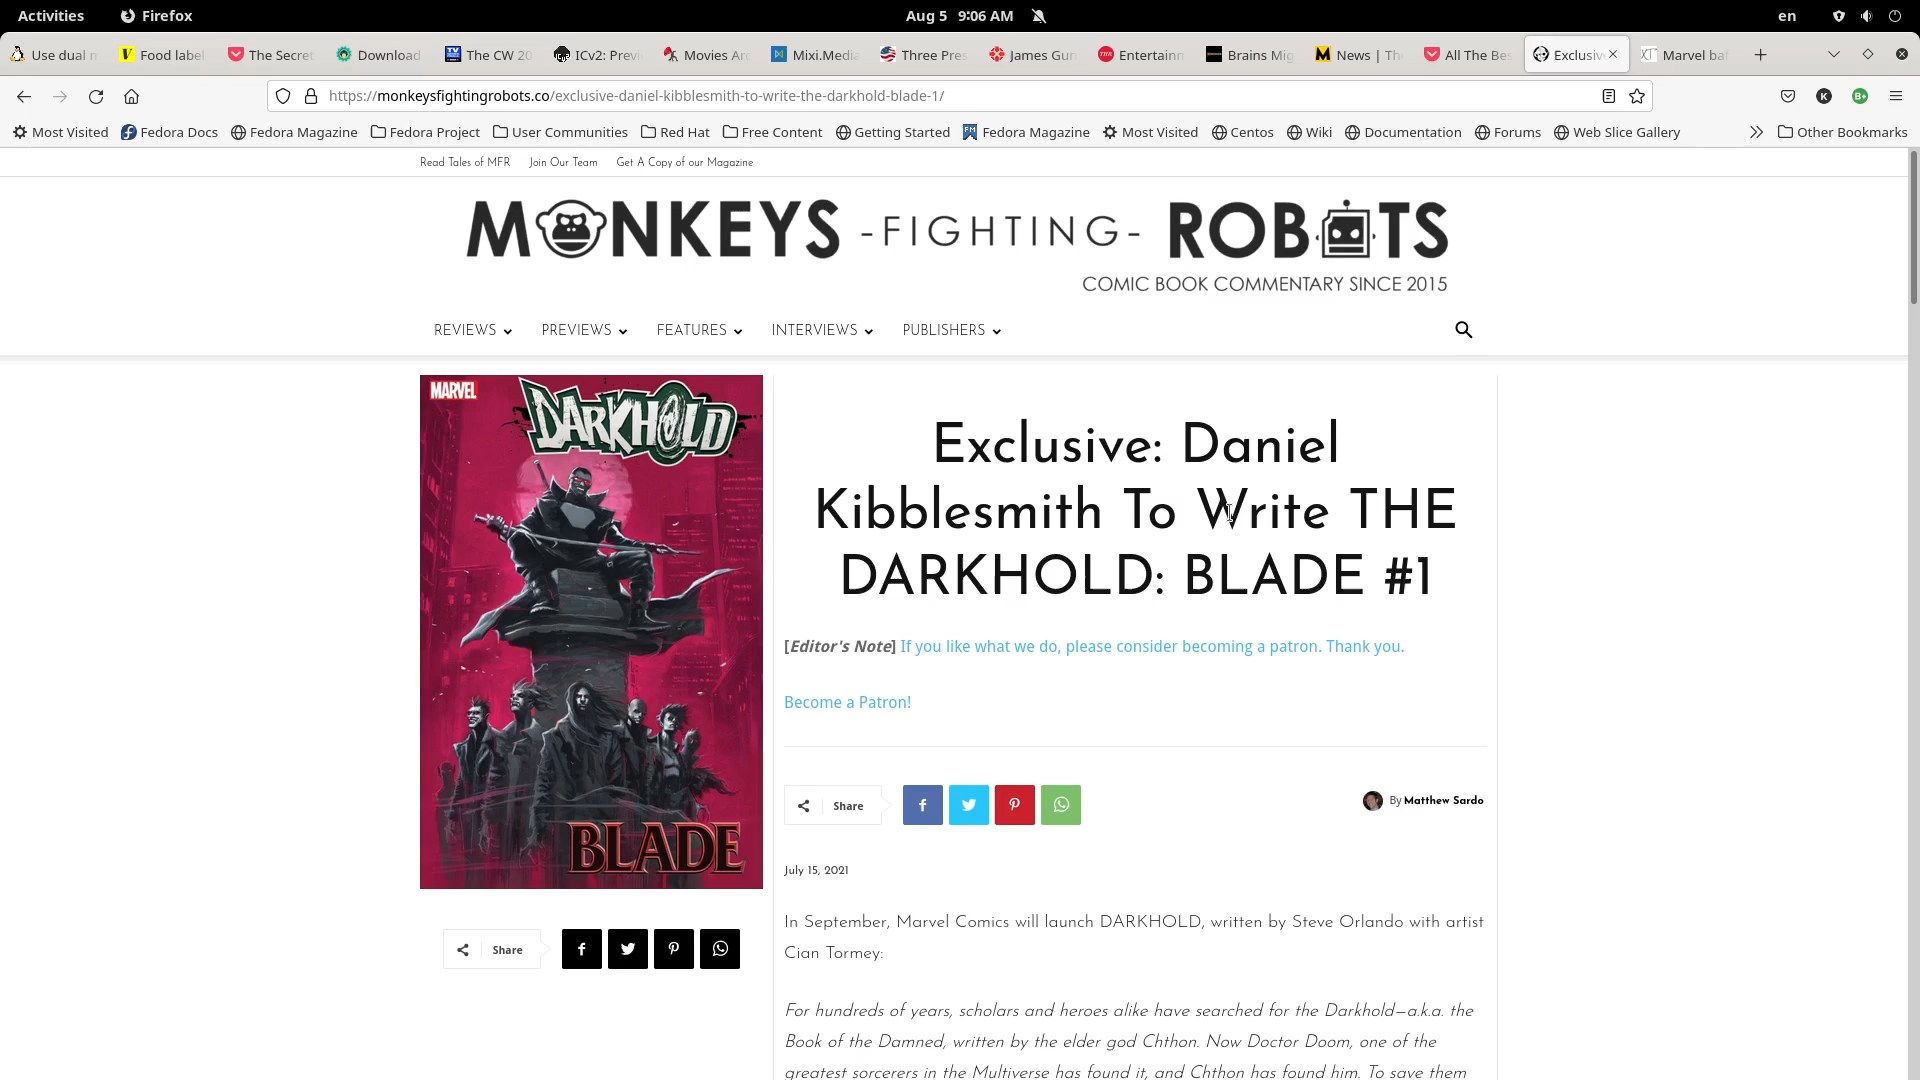 Activities Firefox Aug 5 9:06 AM en
Use dual m Food label The Secret Download The CW 20 ICv2: Previ Movies An Mixi.Media Three Pres James Gun Entertainm Brains Mig News | The All The Bes Exclusiv Marvel baf
https://monkeysfightingrobots.co/exclusive-daniel-kibblesmith-to-write-the-darkhold-blade-1/
Most Visited Fedora Docs Fedora Magazine Fedora Project User Communities Red Hat Free Content Getting Started Fedora Magazine Most Visited Centos Wiki Documentation Forums Web Slice Gallery Other Bookmarks
Read Tales of MFR Join Our Team Get A Copy of our Magazine
MONKEYS -FIGHTING- ROBOTS
COMIC BOOK COMMENTARY SINCE 2015
REVIEWS PREVIEWS FEATURES INTERVIEWS PUBLISHERS
MARVEL
DARKHOLD
BLADE
Share
Exclusive: Daniel
Kibblesmith To Write THE
DARKHOLD: BLADE #1
[Editor's Note] If you like what we do, please consider becoming a patron. Thank you.
Become a Patron!
Share
By Matthew Sardo
July 15, 2021
In September, Marvel Comics will launch DARKHOLD, written by Steve Orlando with artist
Cian Tormey:
For hundreds of years, scholars and heroes alike have searched for the Darkhold—a.k.a. the
Book of the Damned, written by the elder god Chthon. Now Doctor Doom, one of the
greatest sorcerers in the Multiverse has found it, and Chthon has found him. To save them